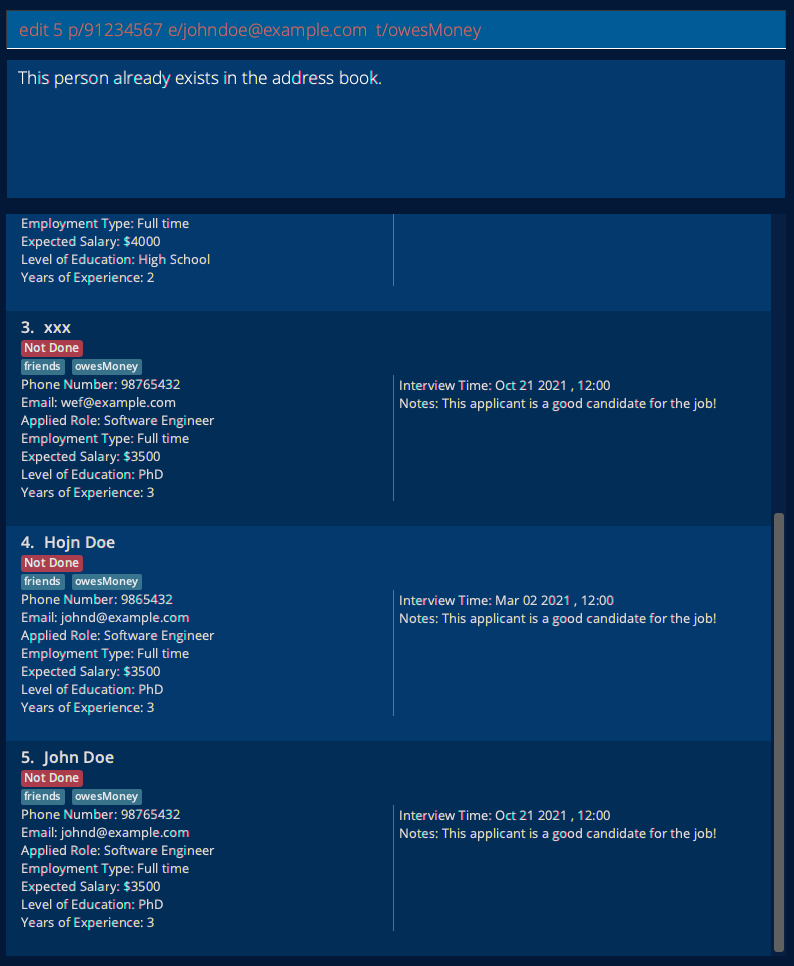 edit 5 p/91234567 e/johndoe@example.com  t/owesMoney
This person already exists in the address book.
Employment Type: Full time
Expected Salary: $4000
Level of Education: High School
Years of Experience: 2
3. xxx
Not Done
friends owesMoney
Phone Number: 98765432
Email: wef@example.com
Applied Role: Software Engineer
Employment Type: Full time
Expected Salary: $3500
Level of Education: PhD
Years of Experience: 3
Interview Time: Oct 21 2021 , 12:00
Notes: This applicant is a good candidate for the job!
4. Hojn Doe
Not Done
friends owesMoney
Phone Number: 9865432
Email: johnd@example.com
Applied Role: Software Engineer
Employment Type: Full time
Expected Salary: $3500
Level of Education: PhD
Years of Experience: 3
Interview Time: Mar 02 2021 , 12:00
Notes: This applicant is a good candidate for the job!
5. John Doe
Not Done
friends owesMoney
Phone Number: 98765432
Email: johnd@example.com
Applied Role: Software Engineer
Employment Type: Full time
Expected Salary: $3500
Level of Education: PhD
Years of Experience: 3
Interview Time: Oct 21 2021 , 12:00
Notes: This applicant is a good candidate for the job!